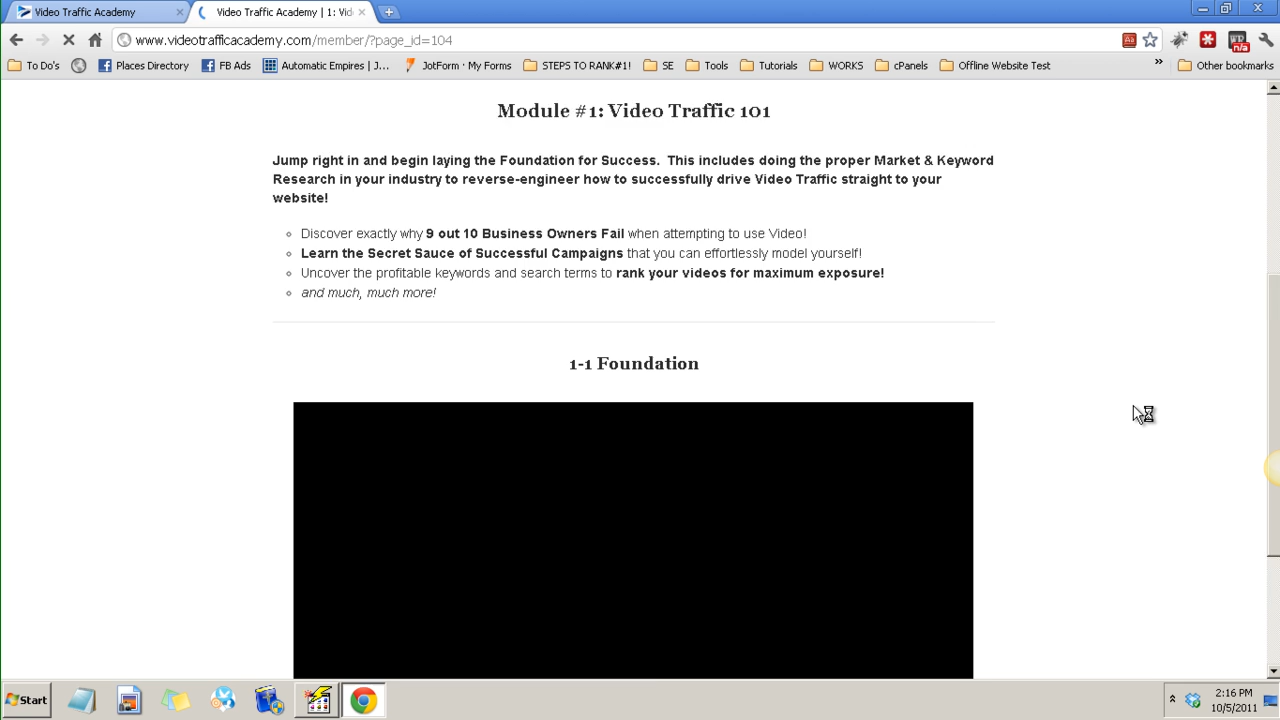 Video Traffic Academy
Video Traffic Academy | 1: Vid
www.videotrafficacademy.com/member/?page_id=104
To Do's
Places Directory
FB Ads
Automatic Empires | J...
JotForm · My Forms
STEPS TO RANK#1!
SE
Tools
Tutorials
WORKS
cPanels
Offline Website Test
»
Other bookmarks
n/a
Module #1: Video Traffic 101
Jump right in and begin laying the Foundation for Success. This includes doing the proper Market & Keyword
Research in your industry to reverse-engineer how to successfully drive Video Traffic straight to your
website!
Discover exactly why 9 out 10 Business Owners Fail when attempting to use Video!
Learn the Secret Sauce of Successful Campaigns that you can effortlessly model yourself!
Uncover the profitable keywords and search terms to rank your videos for maximum exposure!
and much, much more!
1-1 Foundation
Start
2:16 PM
10/5/2011